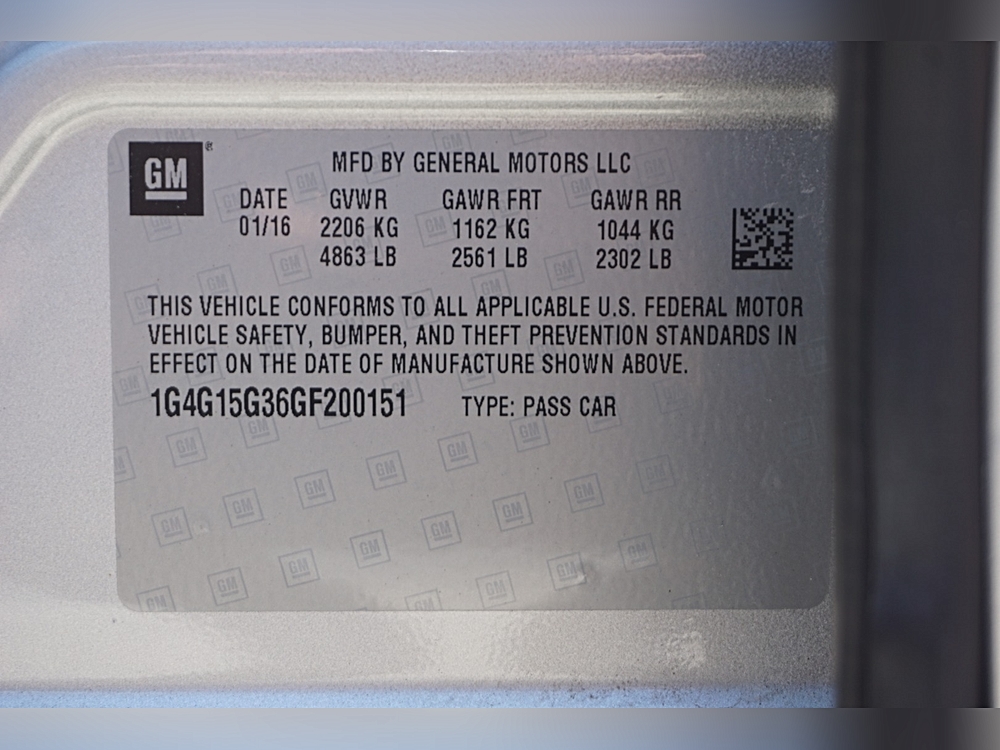 GM®
MFD BY GENERAL MOTORS LLC
DATE GVWR GAWR FRT GAWR RR
01/16 2206 KG 1162 KG 1044 KG
4863 LB 2561 LB 2302 LB
THIS VEHICLE CONFORMS TO ALL APPLICABLE U.S. FEDERAL MOTOR
VEHICLE SAFETY, BUMPER, AND THEFT PREVENTION STANDARDS IN
EFFECT ON THE DATE OF MANUFACTURE SHOWN ABOVE.
1G4G15G36GF200151 TYPE: PASS CAR